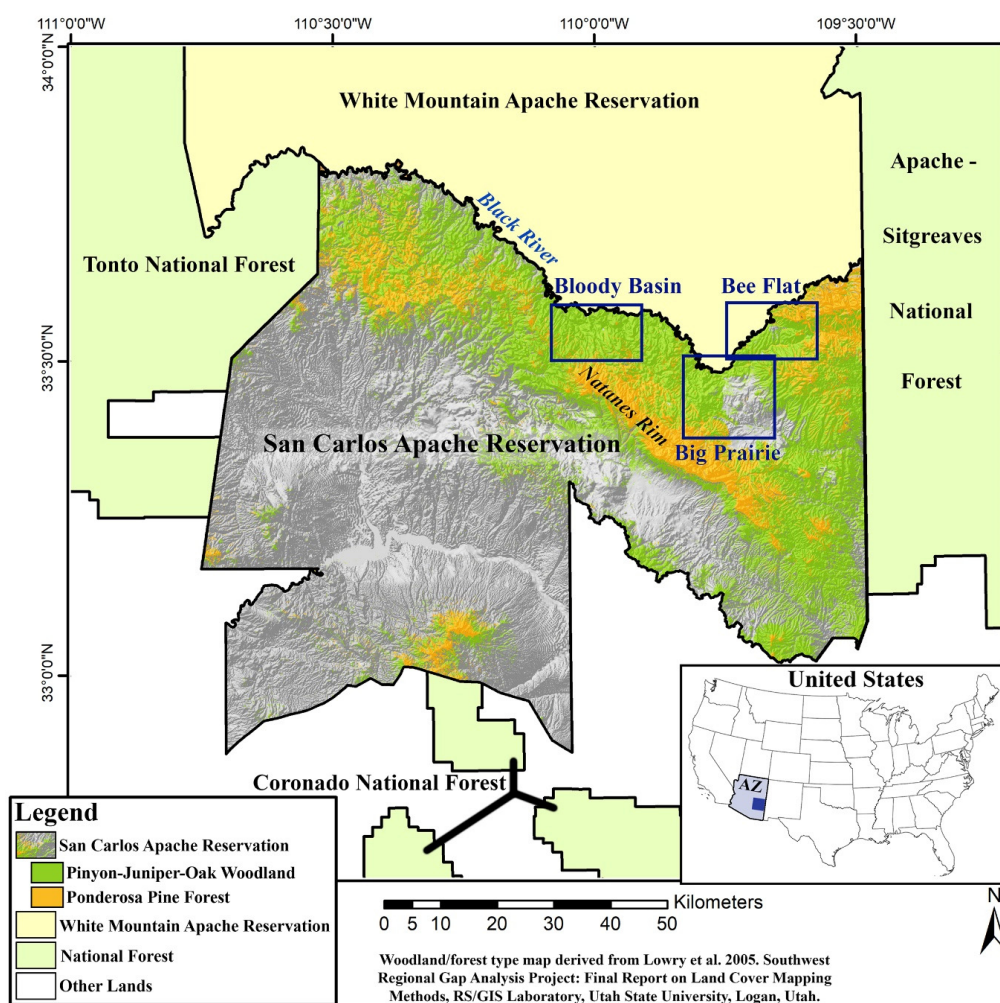 111°0'0"W
110°30'0"W
110°0'0"W
109°30'0"W
34°0'0"N
33°30'0"N
33°0'0"N
White Mountain Apache Reservation
Apache -
Sitgreaves
National
Forest
Black River
Tonto National Forest
Bloody Basin
Bee Flat
Natanes Rim
San Carlos Apache Reservation
Big Prairie
United States
AZ
Coronado National Forest
Legend
San Carlos Apache Reservation
Pinyon-Juniper-Oak Woodland
Ponderosa Pine Forest
White Mountain Apache Reservation
National Forest
Other Lands
Kilometers
0 5 10 20 30 40 50
N
Woodland/forest type map derived from Lowry et al. 2005. Southwest
Regional Gap Analysis Project: Final Report on Land Cover Mapping
Methods, RS/GIS Laboratory, Utah State University, Logan, Utah.